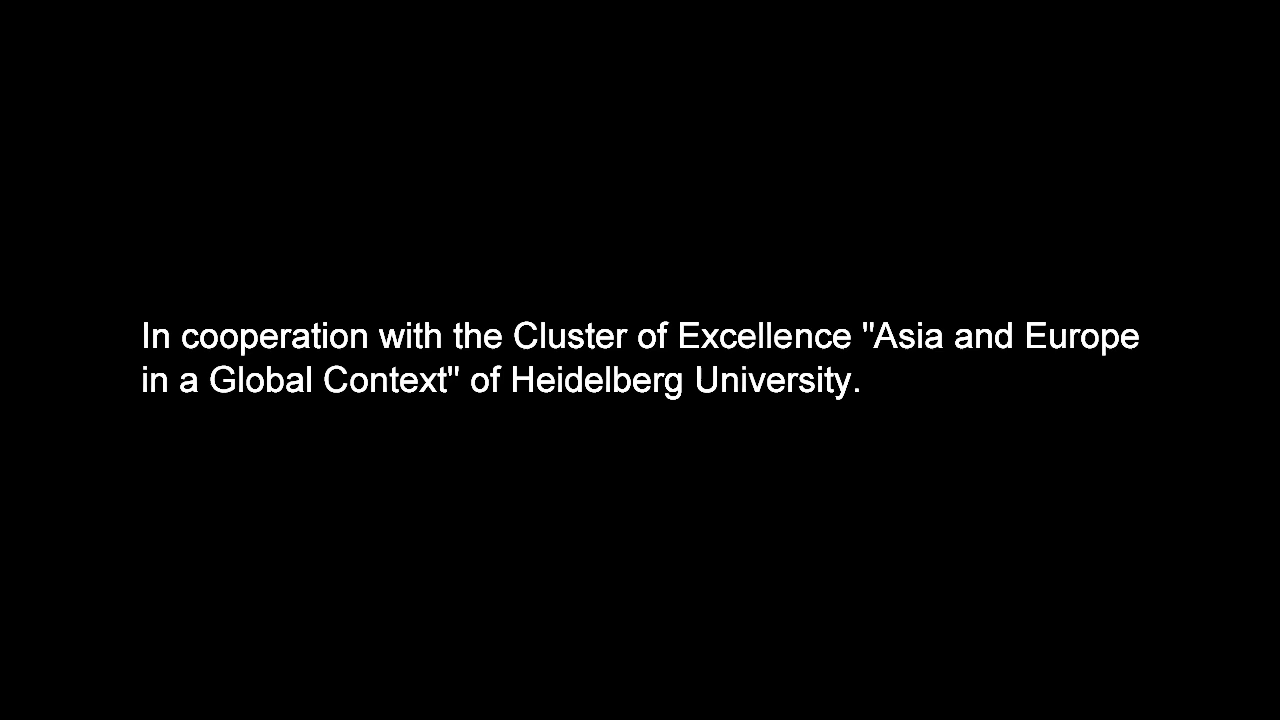 In cooperation with the Cluster of Excellence "Asia and Europe
in a Global Context" of Heidelberg University.